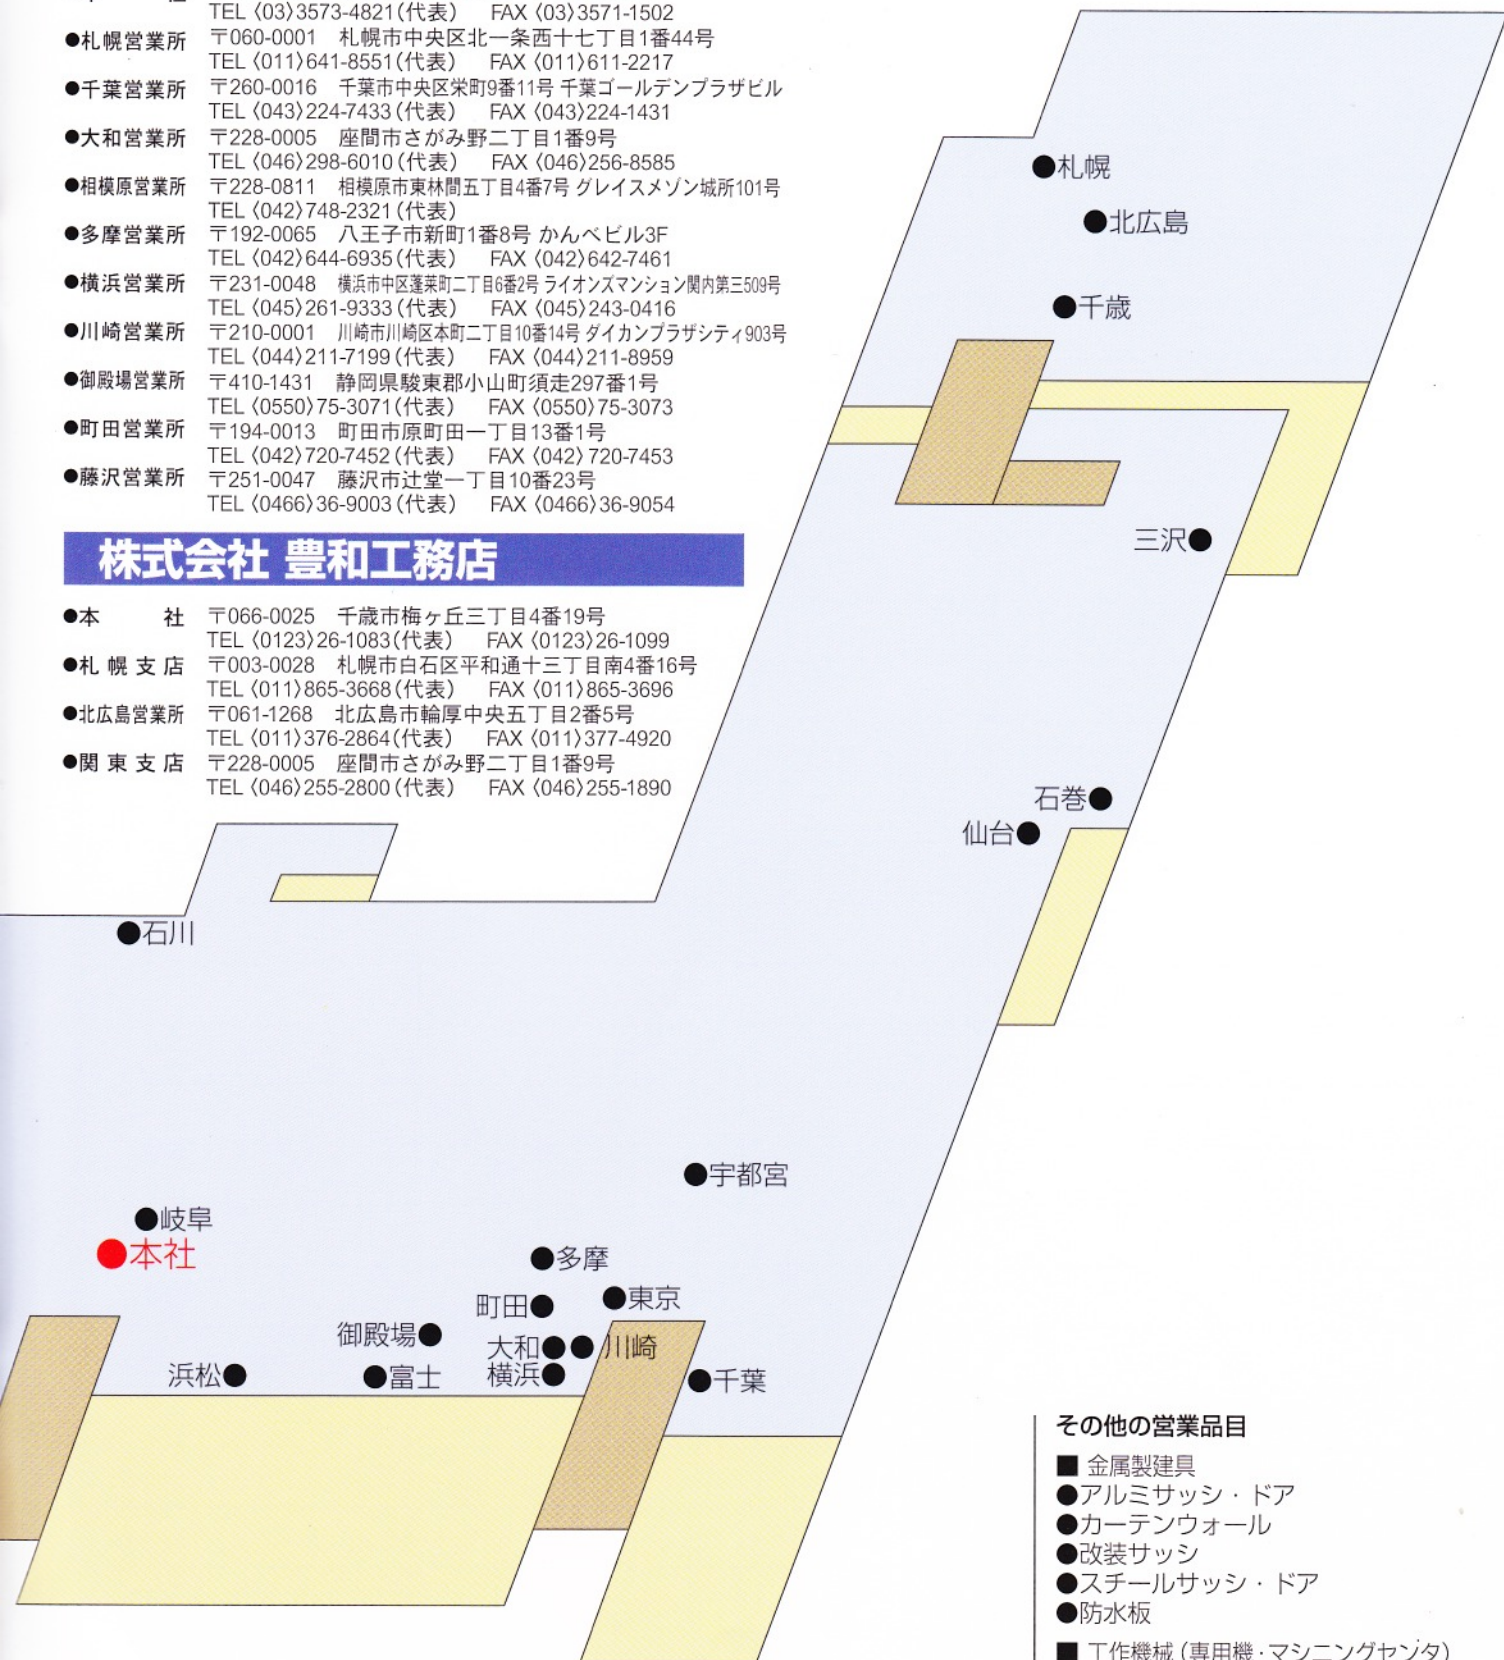 TEL〈03〉3573-4821(代表)　FAX〈03〉3571-1502
●札幌営業所　〒060-0001　札幌市中央区北一条西十七丁目1番44号
TEL〈011〉641-8551(代表)　FAX〈011〉611-2217
●千葉営業所　〒260-0016　千葉市中央区栄町9番11号 千葉ゴールデンプラザビル
TEL〈043〉224-7433(代表)　FAX〈043〉224-1431
●大和営業所　〒228-0005　座間市さがみ野二丁目1番9号
TEL〈046〉298-6010(代表)　FAX〈046〉256-8585
●相模原営業所　〒228-0811　相模原市東林間五丁目4番7号 グレイスメゾン城所101号
TEL〈042〉748-2321(代表)
●多摩営業所　〒192-0065　八王子市新町1番8号 かんべビル3F
TEL〈042〉644-6935(代表)　FAX〈042〉642-7461
●横浜営業所　〒231-0048　横浜市中区蓬莱町二丁目6番2号 ライオンズマンション関内第三509号
TEL〈045〉261-9333(代表)　FAX〈045〉243-0416
●川崎営業所　〒210-0001　川崎市川崎区本町二丁目10番14号 ダイカンプラザシティ903号
TEL〈044〉211-7199(代表)　FAX〈044〉211-8959
●御殿場営業所　〒410-1431　静岡県駿東郡小山町須走297番1号
TEL〈0550〉75-3071(代表)　FAX〈0550〉75-3073
●町田営業所　〒194-0013　町田市原町田一丁目13番1号
TEL〈042〉720-7452(代表)　FAX〈042〉720-7453
●藤沢営業所　〒251-0047　藤沢市辻堂一丁目10番23号
TEL〈0466〉36-9003(代表)　FAX〈0466〉36-9054
株式会社 豊和工務店
●本　　社　〒066-0025　千歳市梅ヶ丘三丁目4番19号
TEL〈0123〉26-1083(代表)　FAX〈0123〉26-1099
●札幌支店　〒003-0028　札幌市白石区平和通十三丁目南4番16号
TEL〈011〉865-3668(代表)　FAX〈011〉865-3696
●北広島営業所　〒061-1268　北広島市輪厚中央五丁目2番5号
TEL〈011〉376-2864(代表)　FAX〈011〉377-4920
●関東支店　〒228-0005　座間市さがみ野二丁目1番9号
TEL〈046〉255-2800(代表)　FAX〈046〉255-1890
●札幌
●北広島
●千歳
三沢●
石巻●
仙台●
●石川
●宇都宮
●岐阜
●本社
●多摩
●東京
町田●
御殿場●
大和●
●川崎
浜松●
●富士
横浜●
●千葉
その他の営業品目
■ 金属製建具
●アルミサッシ・ドア
●カーテンウォール
●改装サッシ
●スチールサッシ・ドア
●防水板
■ 工作機械(専用機・マシニングセンタ)